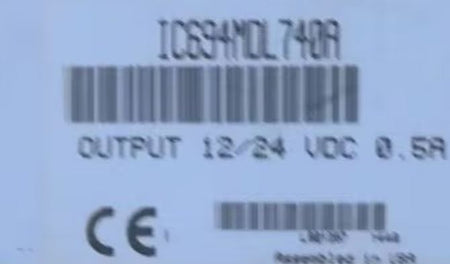 IC694MDL740A
OUTPUT 12/24 VDC 0.5A
CE
Assembled in USA